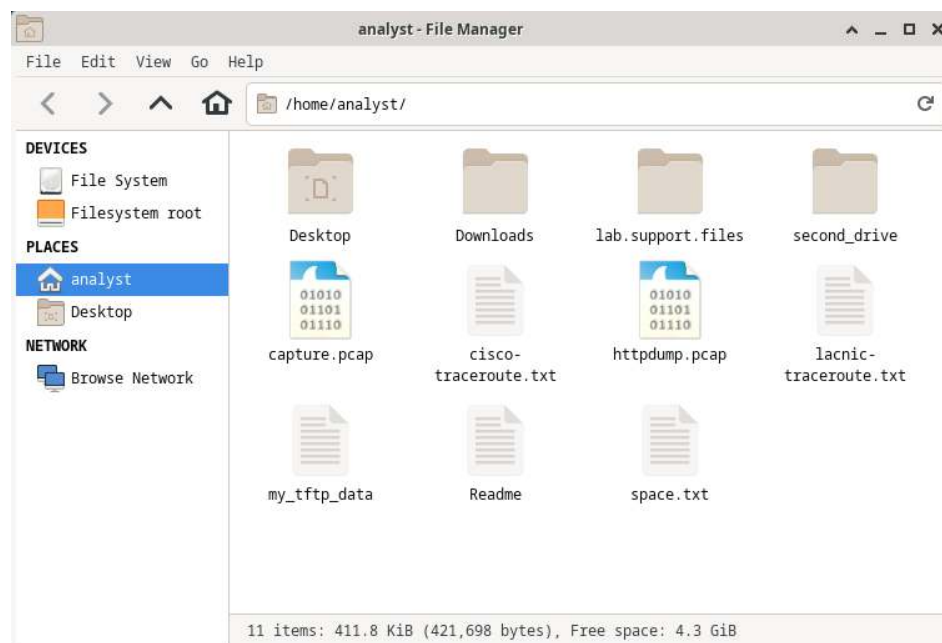 analyst - File Manager
File Edit View Go Help
/home/analyst/
DEVICES
File System
Filesystem root
PLACES
analyst
Desktop
NETWORK
Browse Network
Desktop
Downloads
lab.support.files
second_drive
01010
01101
01110
capture.pcap
cisco-
traceroute.txt
01010
01101
01110
httpdump.pcap
lacnic-
traceroute.txt
my_tftp_data
Readme
space.txt
11 items: 411.8 KiB (421,698 bytes), Free space: 4.3 GiB